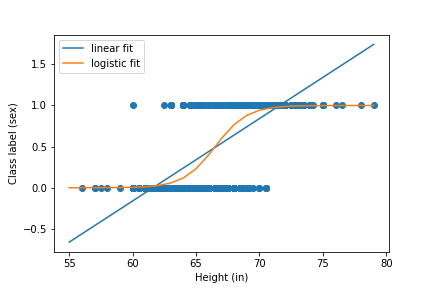 linear fit
logistic fit
1.5
1.0
0.5
0.0
−0.5
Class label (sex)
55 60 65 70 75 80
Height (in)